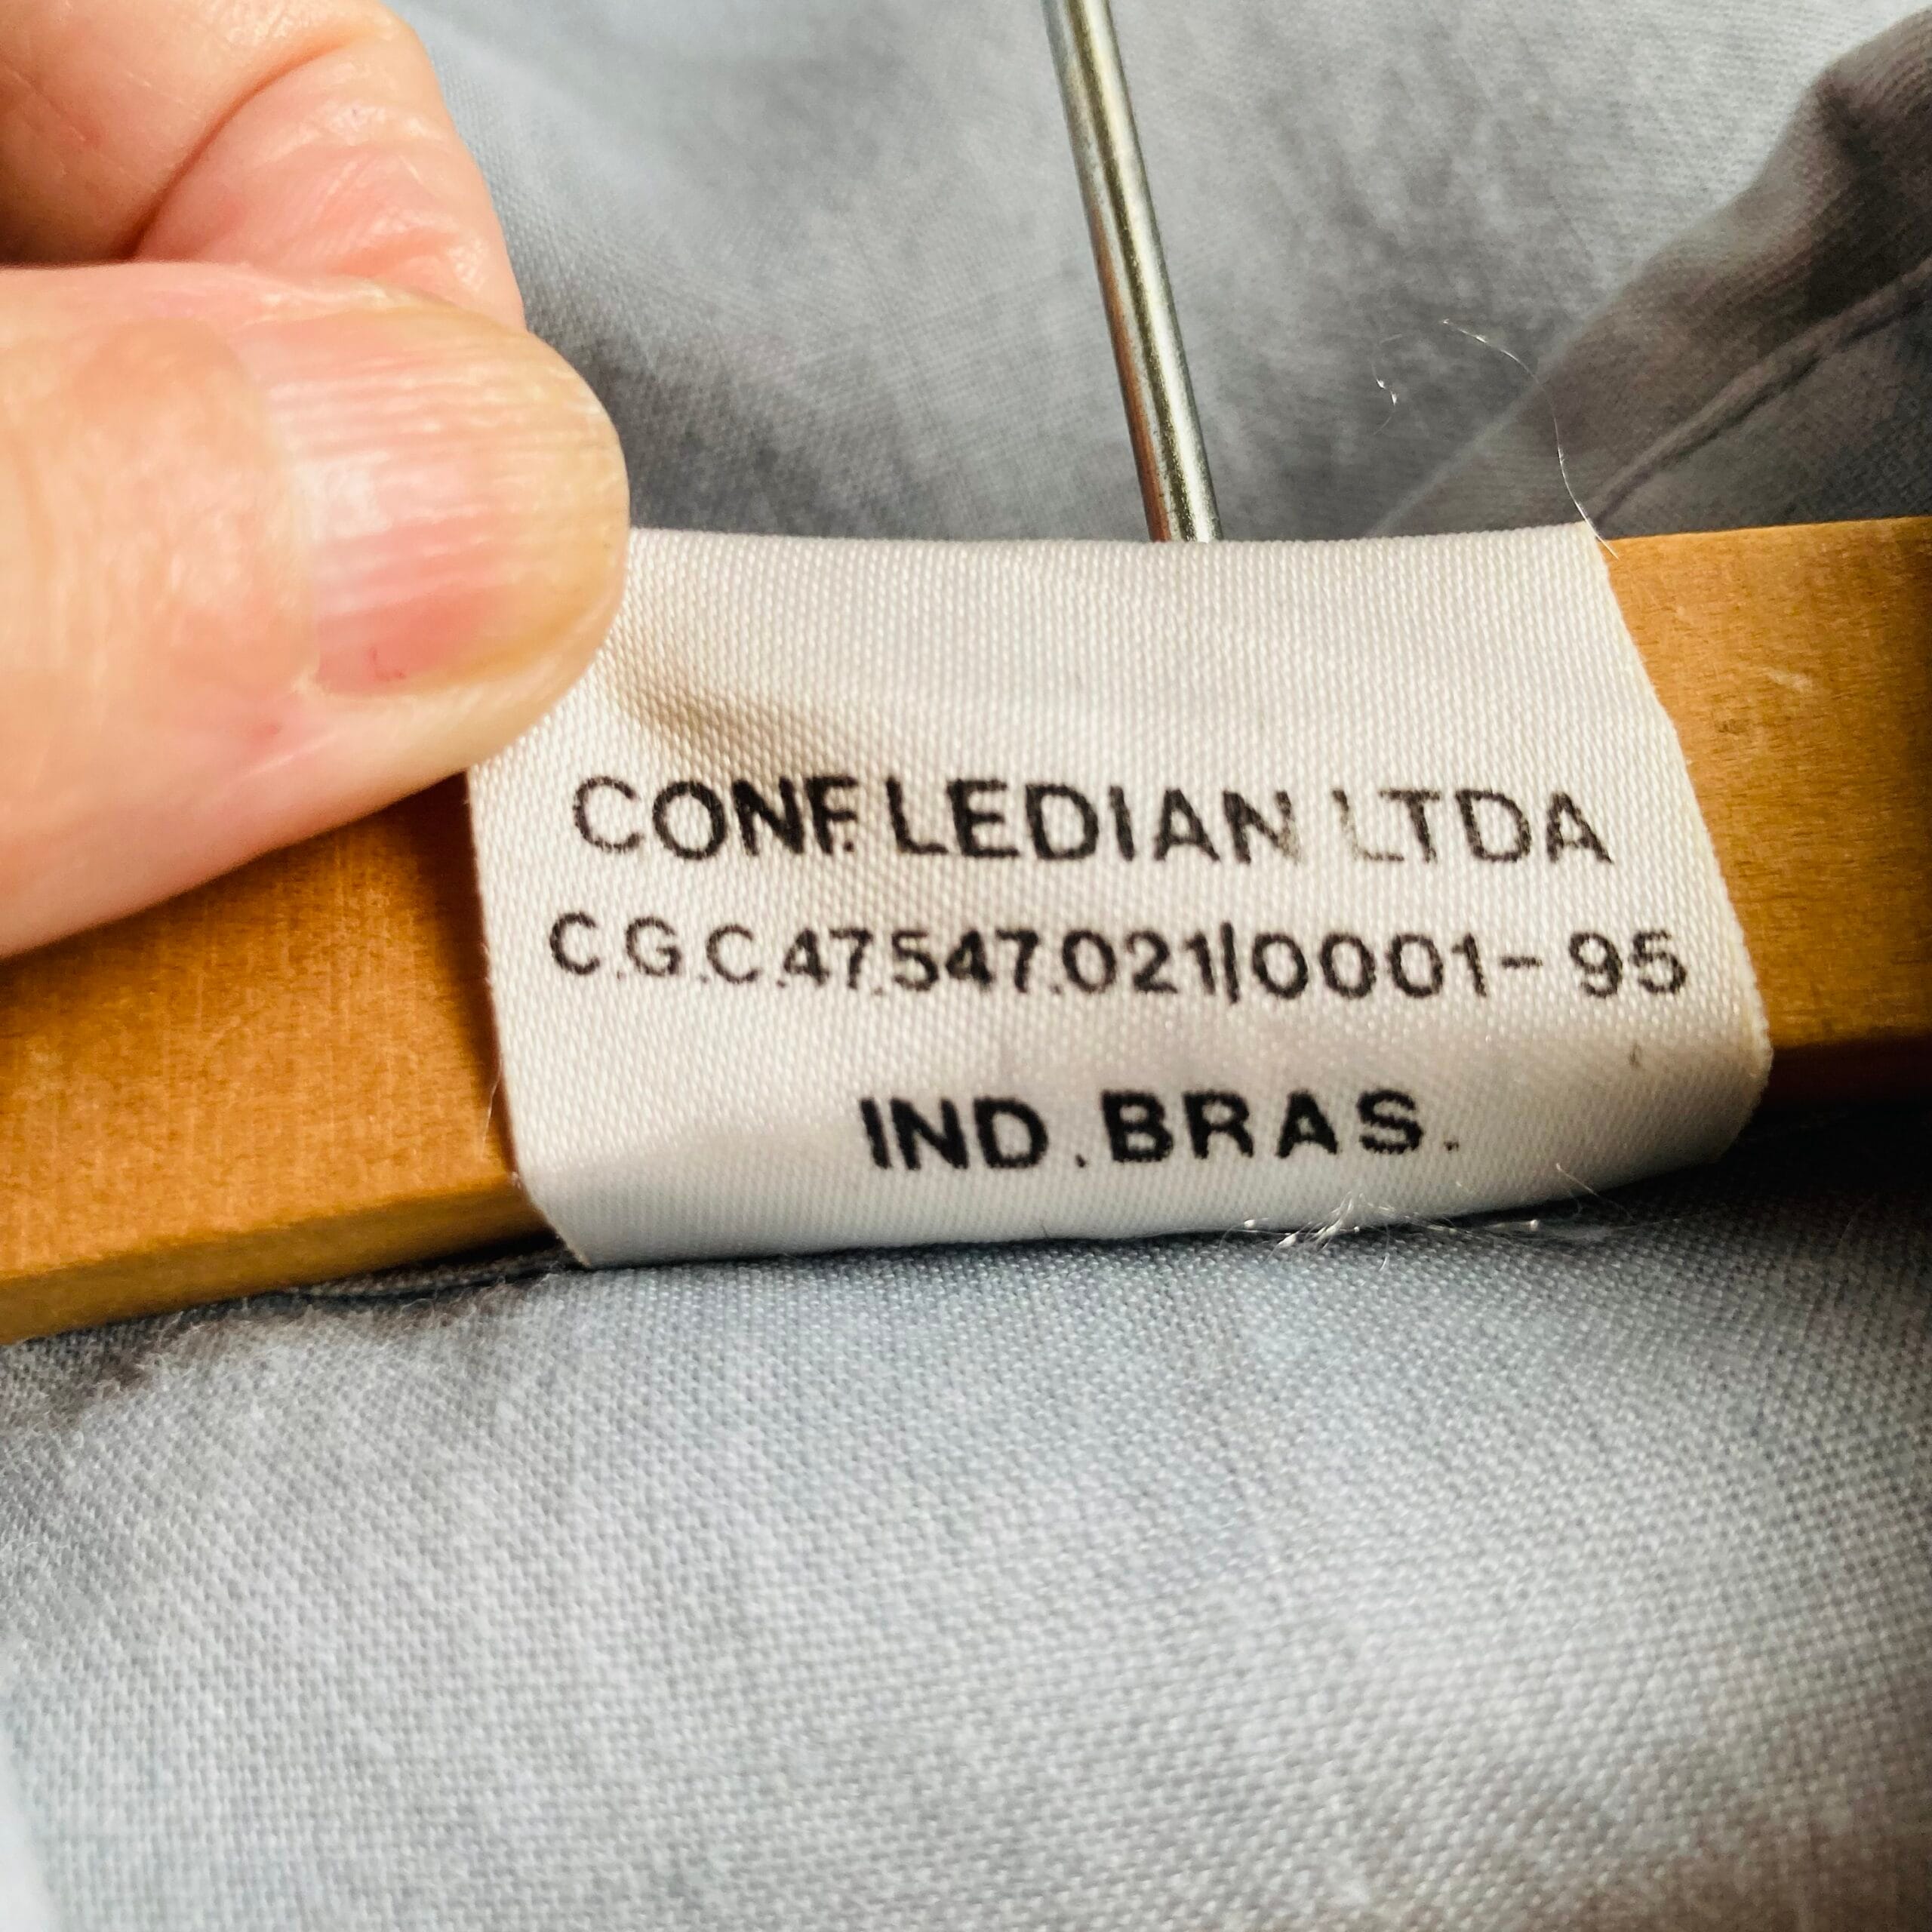 CONF. LEDIAN LTDA
C.G.C.47.547.021/0001-95
IND. BRAS.